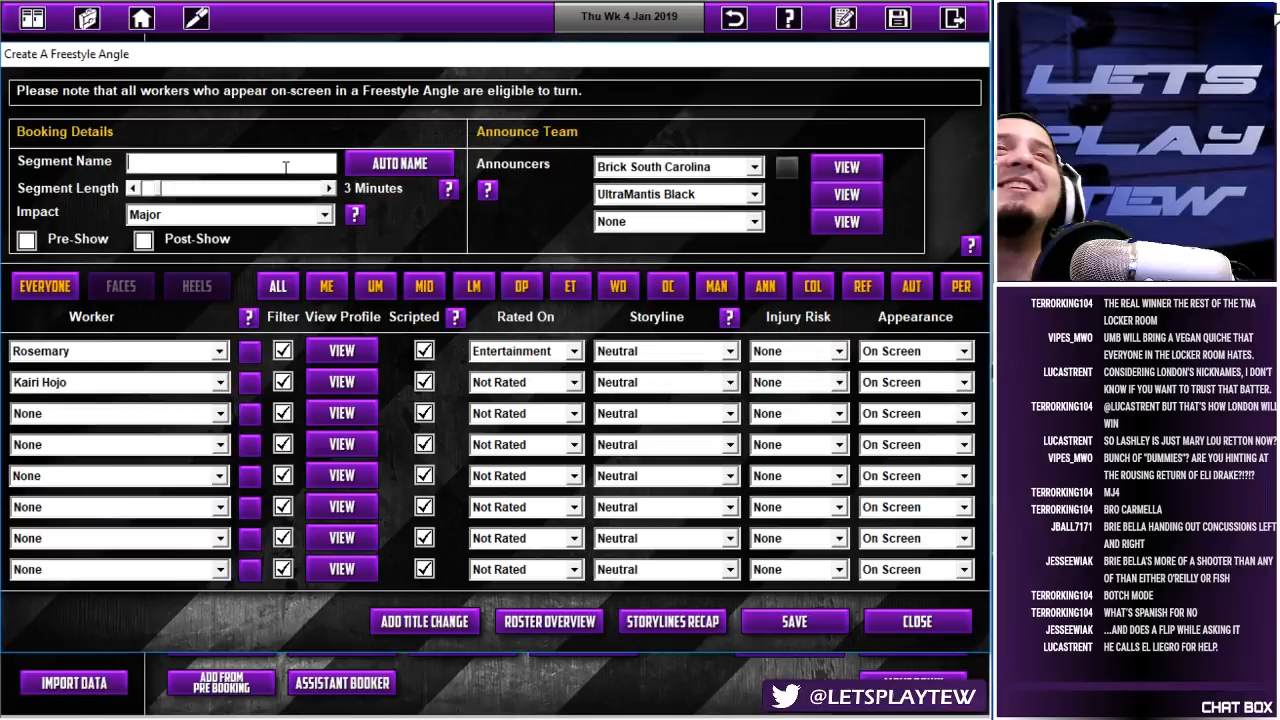 Thu Wk 4 Jan 2019
Create A Freestyle Angle
Please note that all workers who appear on-screen in a Freestyle Angle are eligible to turn.
Booking Details
Segment Name
AUTO NAME
Segment Length
3 Minutes
?
Impact
Major
?
Pre-Show
Post-Show
Announce Team
Announcers
?
Brick South Carolina
VIEW
UltraMantis Black
VIEW
None
VIEW
?
EVERYONE FACES HEELS ALL ME UM MID LM OP ET WO DC MAN ANN COL REF AUT PER
Worker ? Filter View Profile Scripted ? Rated On Storyline ? Injury Risk Appearance
Rosemary VIEW Entertainment Neutral None On Screen
Kairi Hojo VIEW Not Rated Neutral None On Screen
None VIEW Not Rated Neutral None On Screen
None VIEW Not Rated Neutral None On Screen
None VIEW Not Rated Neutral None On Screen
None VIEW Not Rated Neutral None On Screen
None VIEW Not Rated Neutral None On Screen
None VIEW Not Rated Neutral None On Screen
ADD TITLE CHANGE ROSTER OVERVIEW STORYLINES RECAP SAVE CLOSE
IMPORT DATA
ADD FROM
PRE BOOKING
ASSISTANT BOOKER
@LETSPLAYTEW
LETS
PLAY
TEW
TERRORKING104 THE REAL WINNER THE REST OF THE TNA
LOCKER ROOM
VIPES_MWO UMB WILL BRING A VEGAN QUICHE THAT
EVERYONE IN THE LOCKER ROOM HATES.
LUCASTRENT CONSIDERING LONDON'S NICKNAMES, I DON'T
KNOW IF YOU WANT TO TRUST THAT BATTER.
TERRORKING104 @LUCASTRENT BUT THAT'S HOW LONDON WILL
WIN
LUCASTRENT SO LASHLEY IS JUST MARY LOU RETTON NOW?
VIPES_MWO BUNCH OF "DUMMIES"? ARE YOU HINTING AT
THE ROUSING RETURN OF ELI DRAKE?!?!?
TERRORKING104 MJ4
TERRORKING104 BRO CARMELLA
JBALL7171 BRIE BELLA HANDING OUT CONCUSSIONS LEFT
AND RIGHT
JESSEEWIAK BRIE BELLA'S MORE OF A SHOOTER THAN ANY
OF THAN EITHER O'REILLY OR FISH
TERRORKING104 BOTCH MODE
TERRORKING104 WHAT'S SPANISH FOR NO
JESSEEWIAK ...AND DOES A FLIP WHILE ASKING IT
LUCASTRENT HE CALLS EL LIEGRO FOR HELP.
CHAT BOX